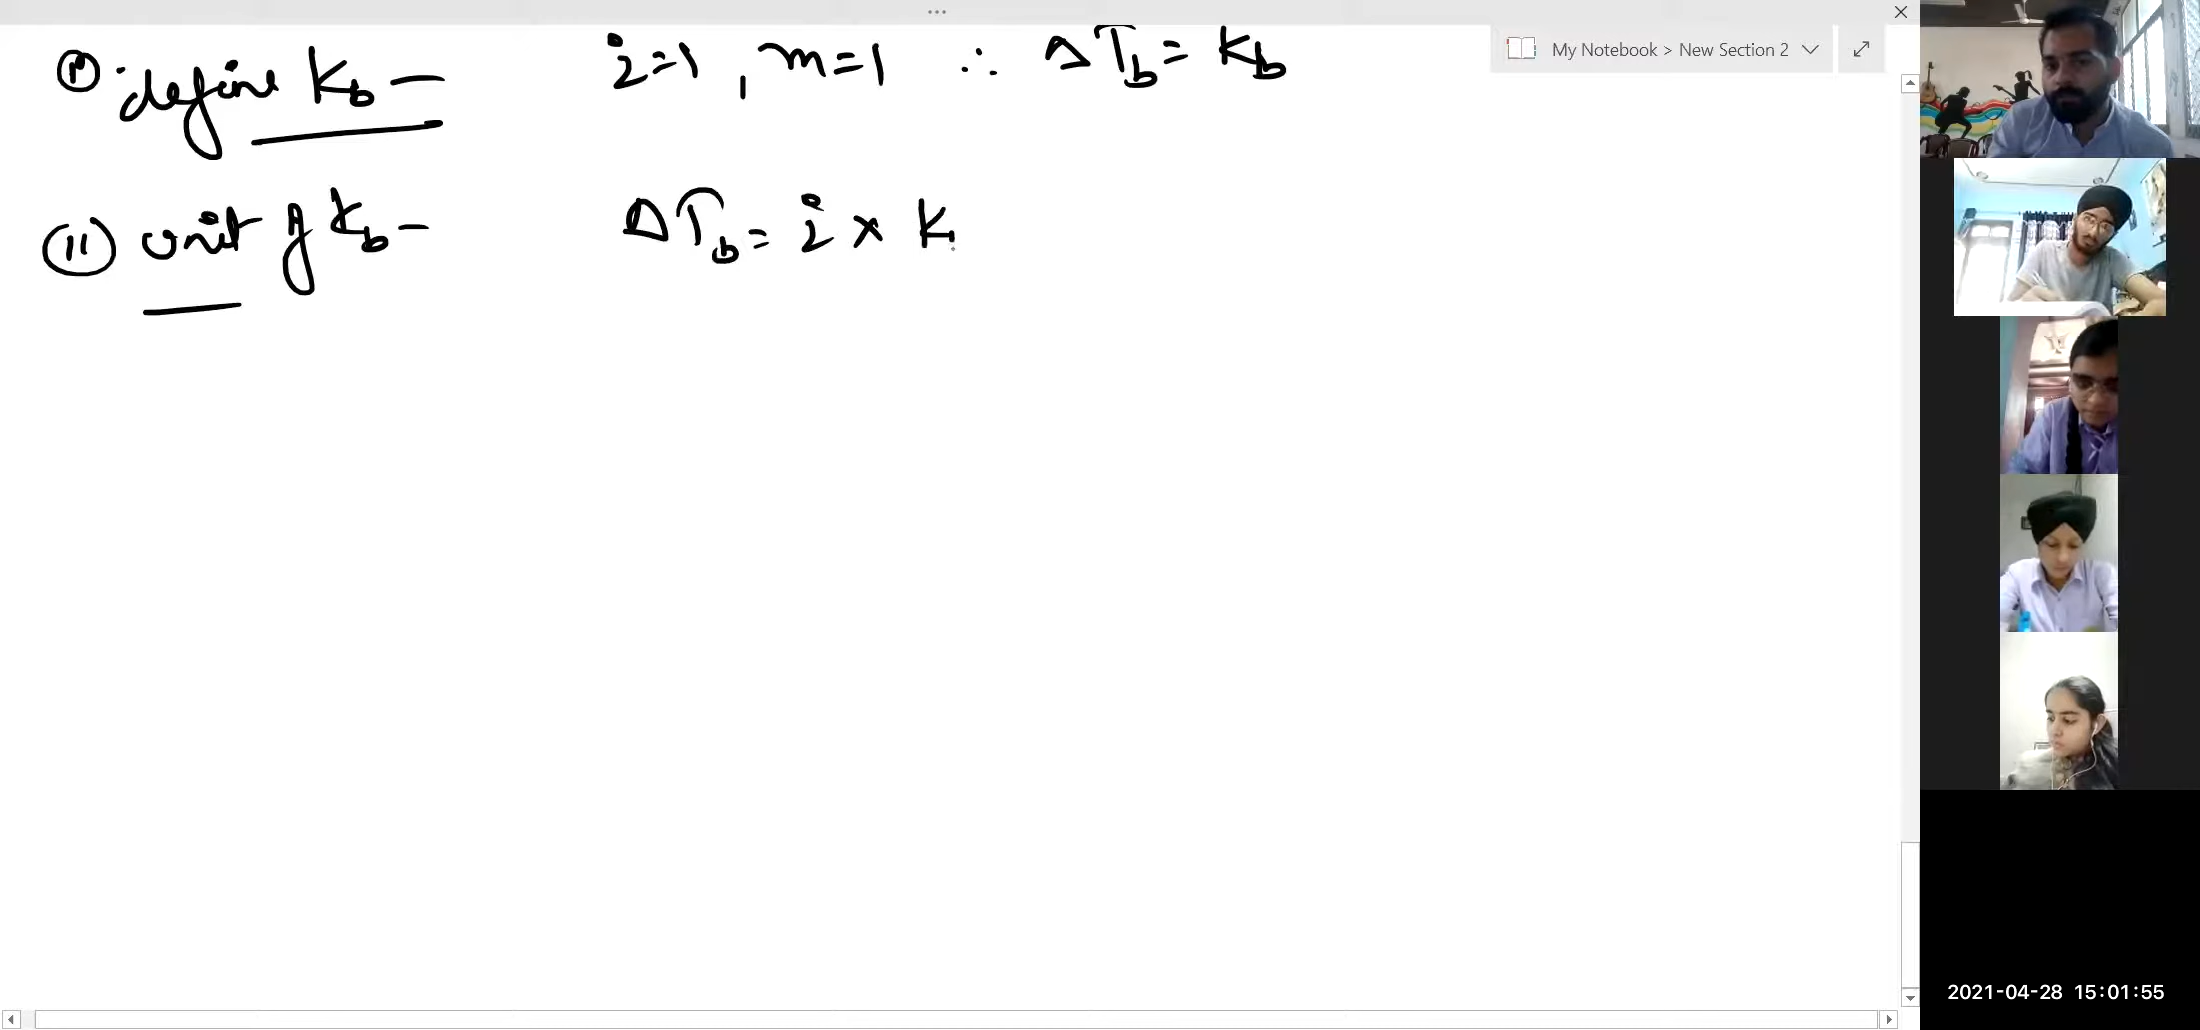 (i) define Kb — i=1, m=1 ∴ ΔTb = Kb
My Notebook > New Section 2
(11) unit of Kb — ΔTb = i × K
2021-04-28 15:01:55